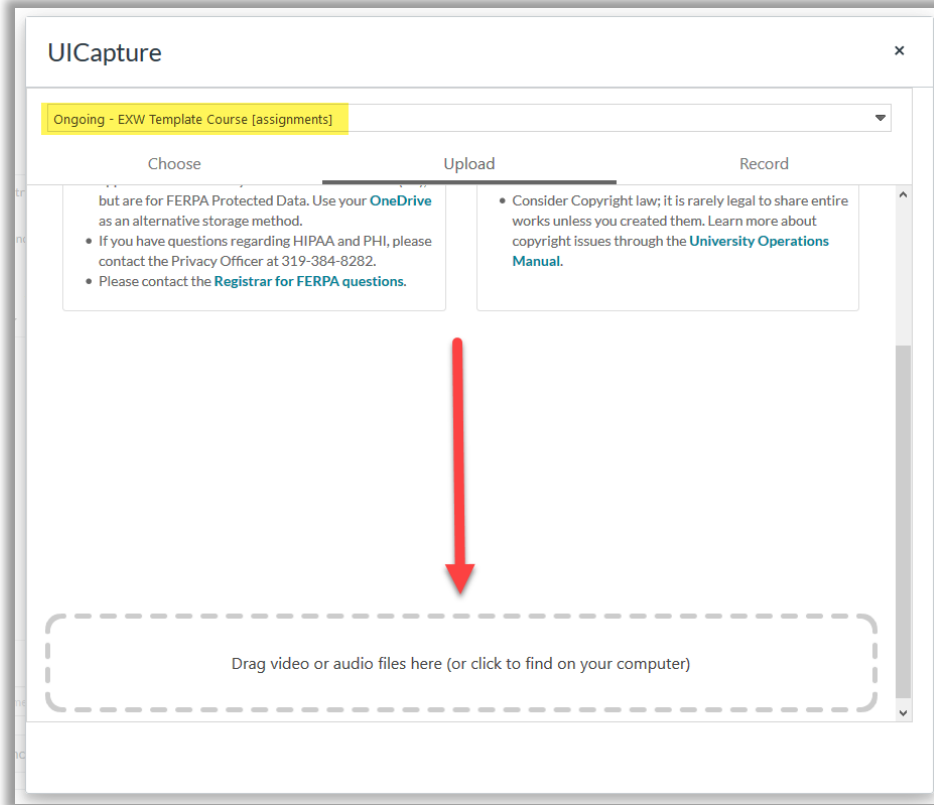 UICapture
×
Ongoing - EXW Template Course [assignments]
Choose
Upload
Record
but are for FERPA Protected Data. Use your OneDrive
as an alternative storage method.
• If you have questions regarding HIPAA and PHI, please
contact the Privacy Officer at 319-384-8282.
• Please contact the Registrar for FERPA questions.
• Consider Copyright law; it is rarely legal to share entire
works unless you created them. Learn more about
copyright issues through the University Operations
Manual.
Drag video or audio files here (or click to find on your computer)